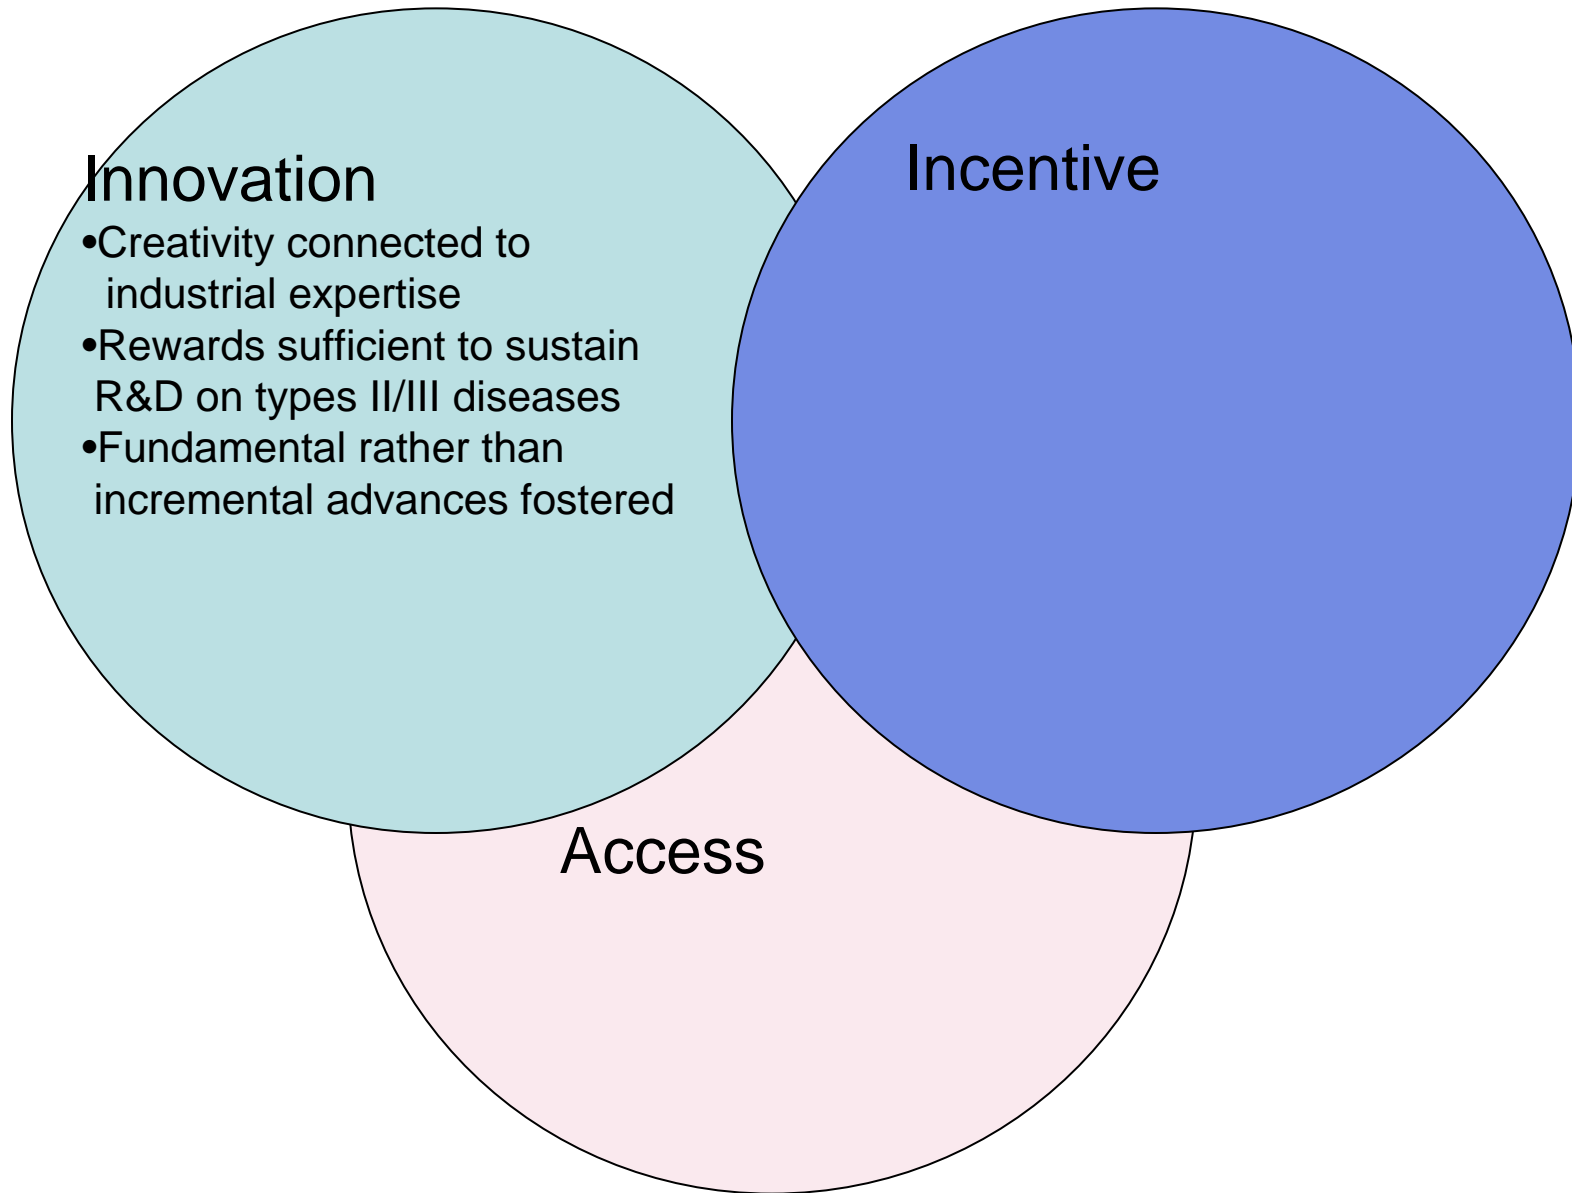 Innovation
•Creativity connected to
industrial expertise
•Rewards sufficient to sustain
R&D on types II/III diseases
•Fundamental rather than
incremental advances fostered
Incentive
Access